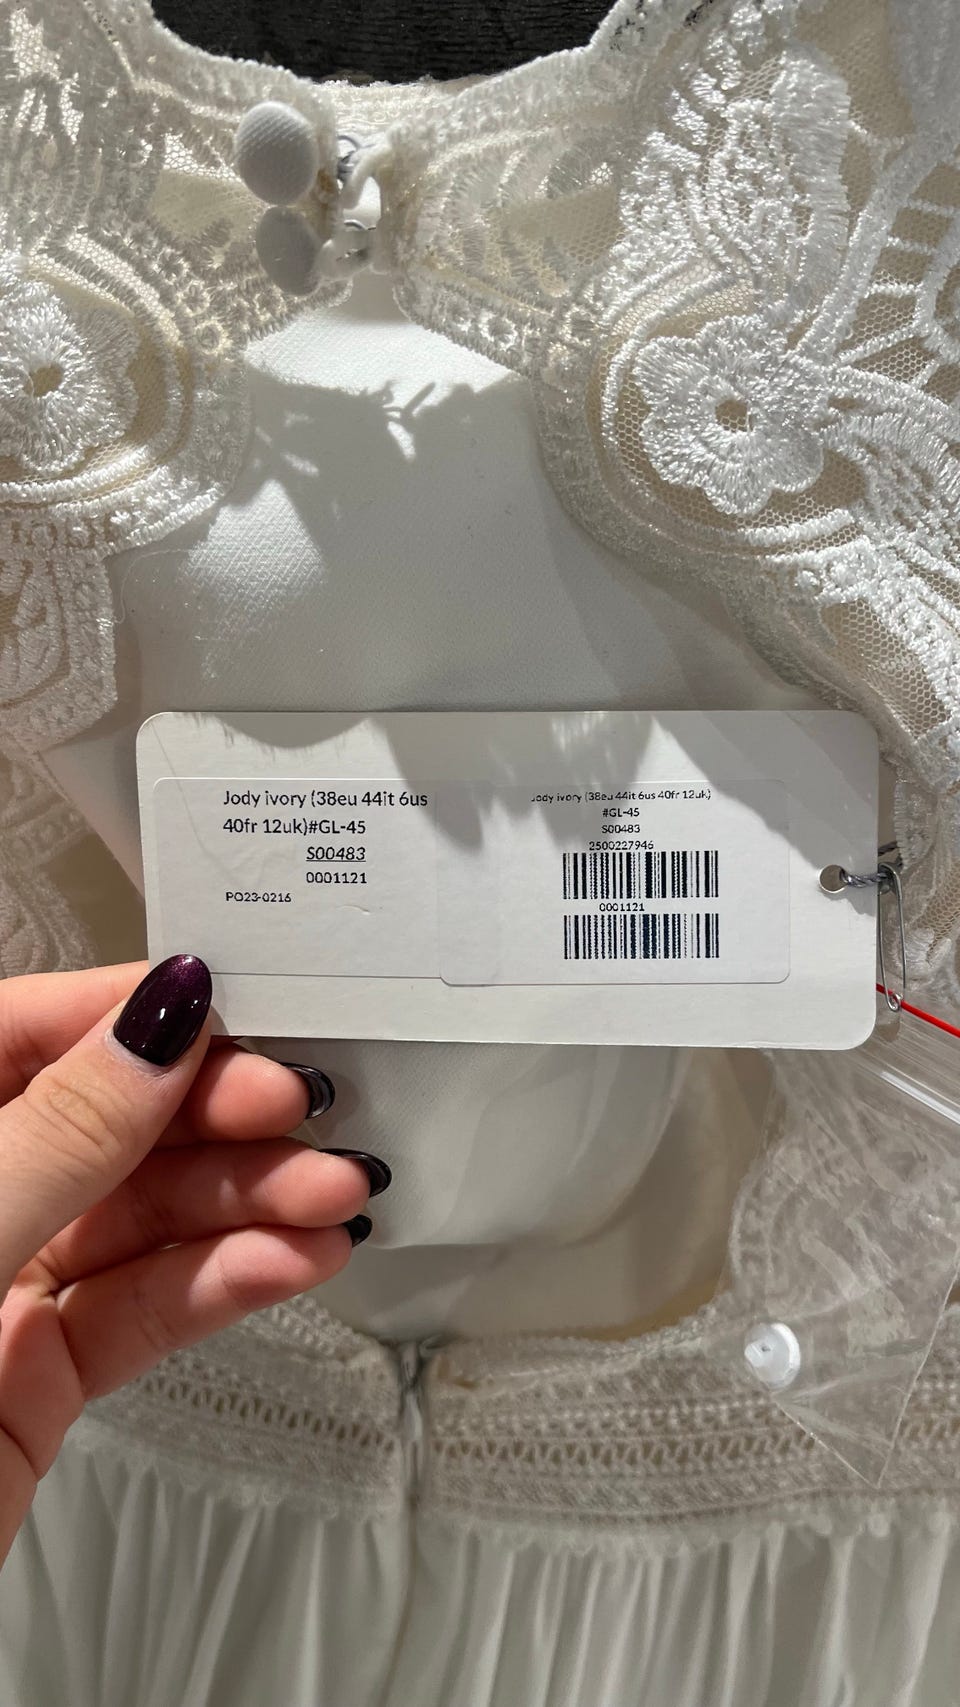 Jody ivory (38eu 44it 6us
40fr 12uk)#GL-45
S00483
0001121
PO23-0216
Jody ivory (38eu 44it 6us 40fr 12uk)
#GL-45
S00483
2500227946
0001121